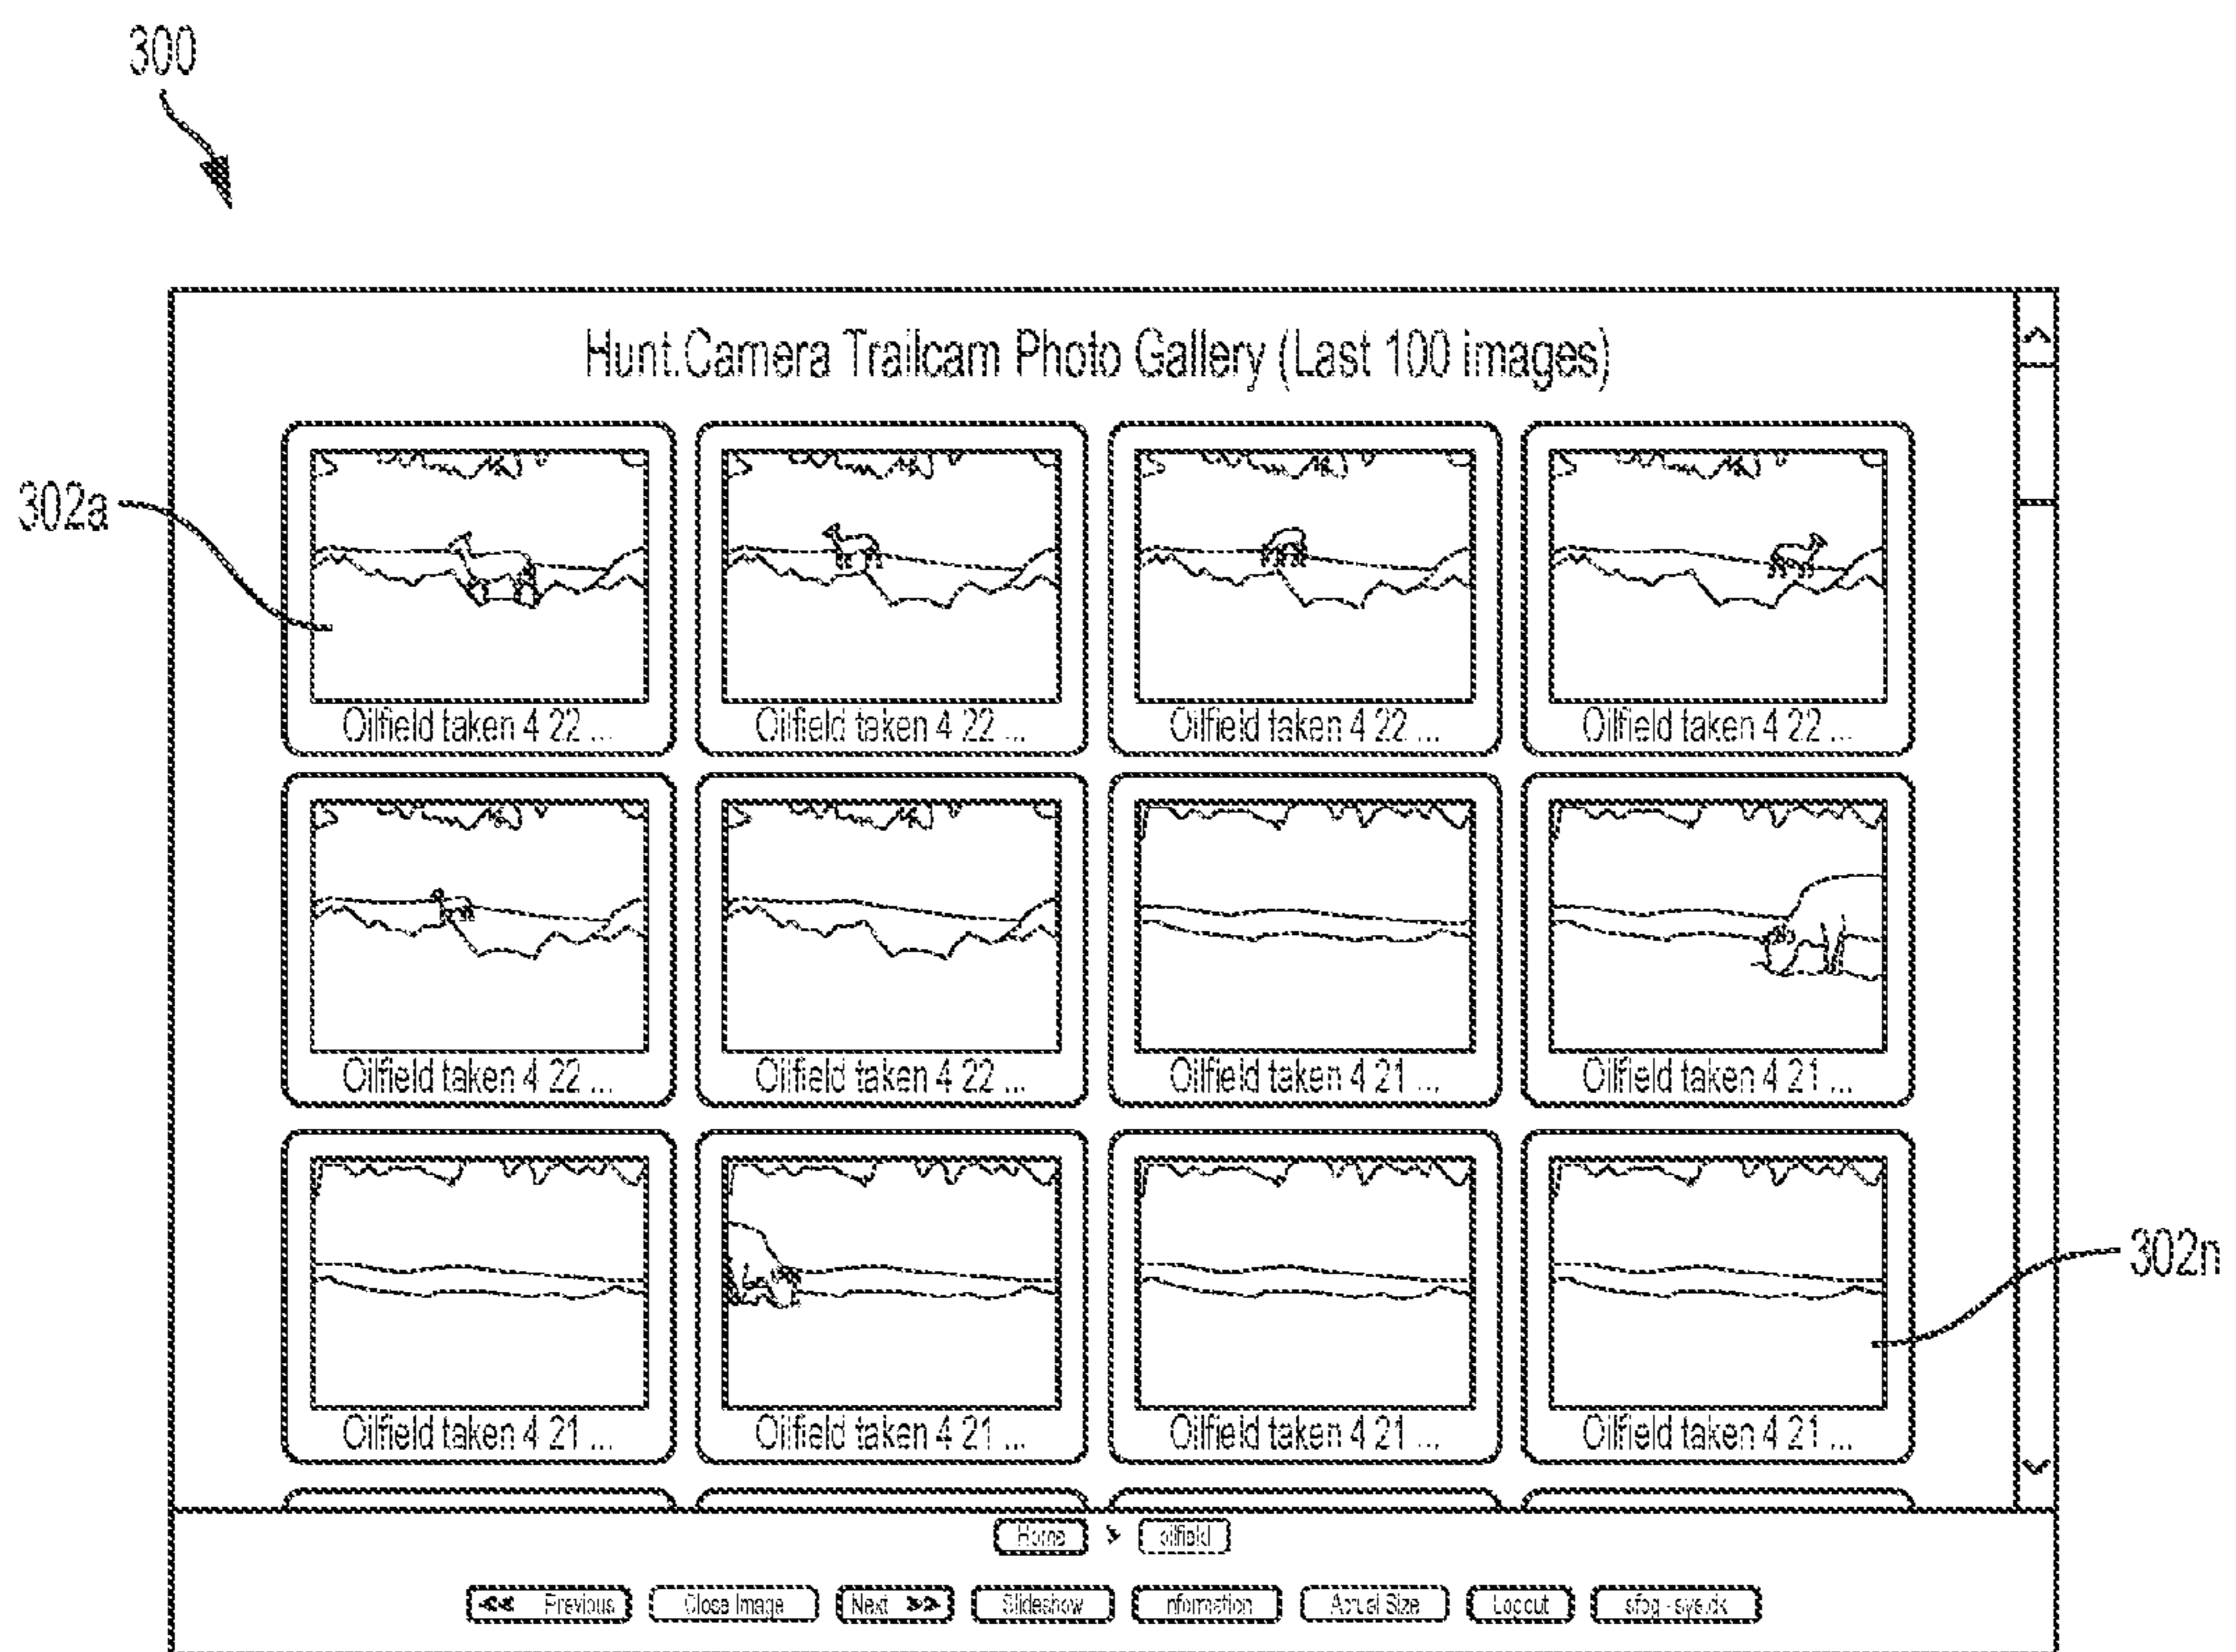 300
Hunt.Camera Trailcam Photo Gallery (Last 100 images)
302a
Oilfield taken 4 22 ... Oilfield taken 4 22 ... Oilfield taken 4 22 ... Oilfield taken 4 22 ...
Oilfield taken 4 22 ... Oilfield taken 4 22 ... Oilfield taken 4 21 ... Oilfield taken 4 21 ...
302n
Oilfield taken 4 21 ... Oilfield taken 4 21 ... Oilfield taken 4 21 ... Oilfield taken 4 21 ...
Home > oilfield
<< Previous Close Image Next >> Slideshow Information Actual Size Logout